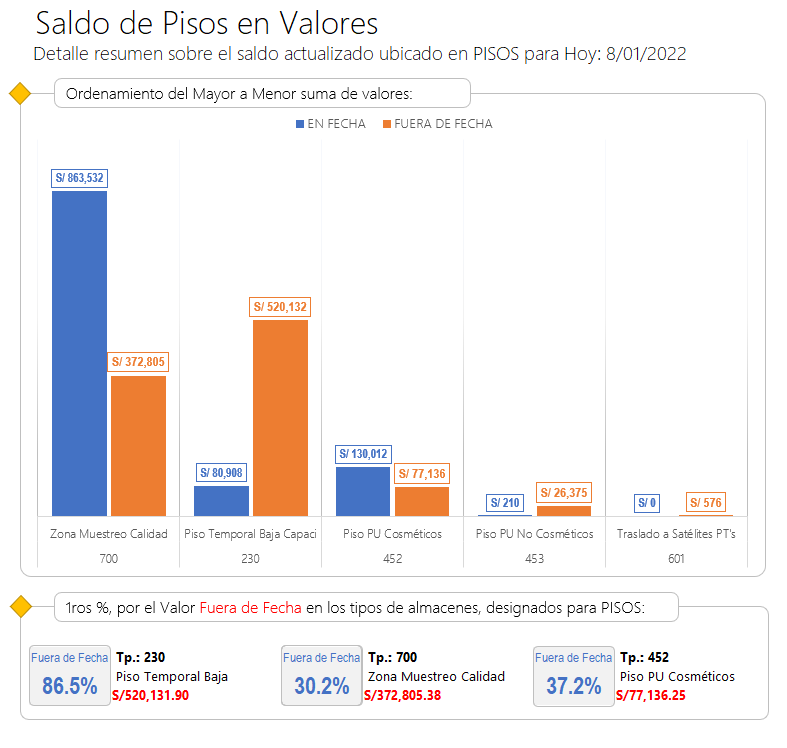 Saldo de Pisos en Valores
Detalle resumen sobre el saldo actualizado ubicado en PISOS para Hoy: 8/01/2022
Ordenamiento del Mayor a Menor suma de valores:
EN FECHA FUERA DE FECHA
S/ 863,532
S/ 520,132
S/ 372,805
S/ 80,908
S/ 130,012
S/ 77,136
S/ 210
S/ 26,375
S/ 0
S/ 576
Zona Muestreo Calidad Piso Temporal Baja Capaci Piso PU Cosméticos Piso PU No Cosméticos Traslado a Satélites PT's
700 230 452 453 601
1ros %, por el Valor Fuera de Fecha en los tipos de almacenes, designados para PISOS:
Fuera de Fecha
86.5%
Tp.: 230
Piso Temporal Baja
S/520,131.90
Fuera de Fecha
30.2%
Tp.: 700
Zona Muestreo Calidad
S/372,805.38
Fuera de Fecha
37.2%
Tp.: 452
Piso PU Cosméticos
S/77,136.25